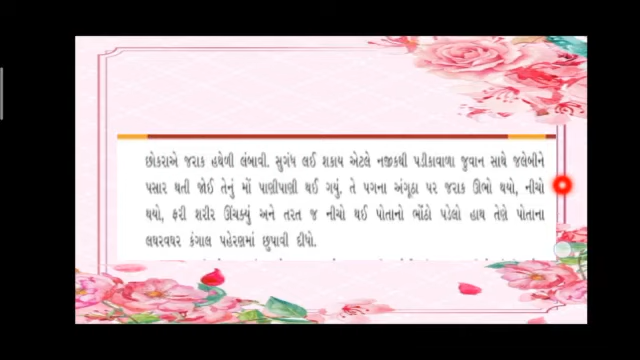 છોકરાએ જરાક હથેળી લંબાવી. સુગંધ લઈ શકાય એટલે નજીકથી પડીકાવાળા જુવાન સાથે જલેબીને
પસાર થતી જોઈ તેનું મોં પાણીપાણી થઈ ગયું. તે પગના અંગૂઠા પર જરાક ઊભો થયો, નીચો
થયો, ફરી શરીર ઊંચક્યું અને તરત જ નીચો થઈ પોતાનો ભોંઠો પડેલો હાથ તેણે પોતાના
લઘરવઘર કંગાલ પહેરણમાં છુપાવી દીધો.